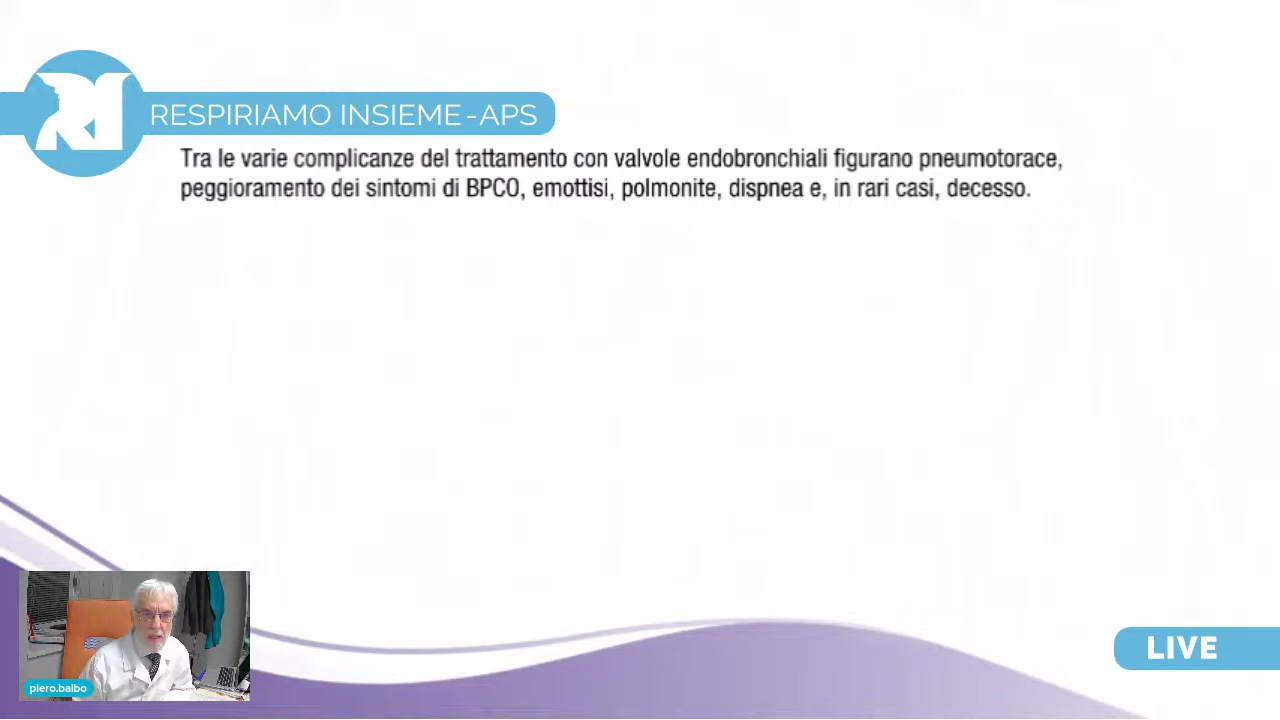 RI
RESPIRIAMO INSIEME-APS
Tra le varie complicanze del trattamento con valvole endobronchiali figurano pneumotorace,
peggioramento dei sintomi di BPCO, emottisi, polmonite, dispnea e, in rari casi, decesso.
piero.balbo
LIVE